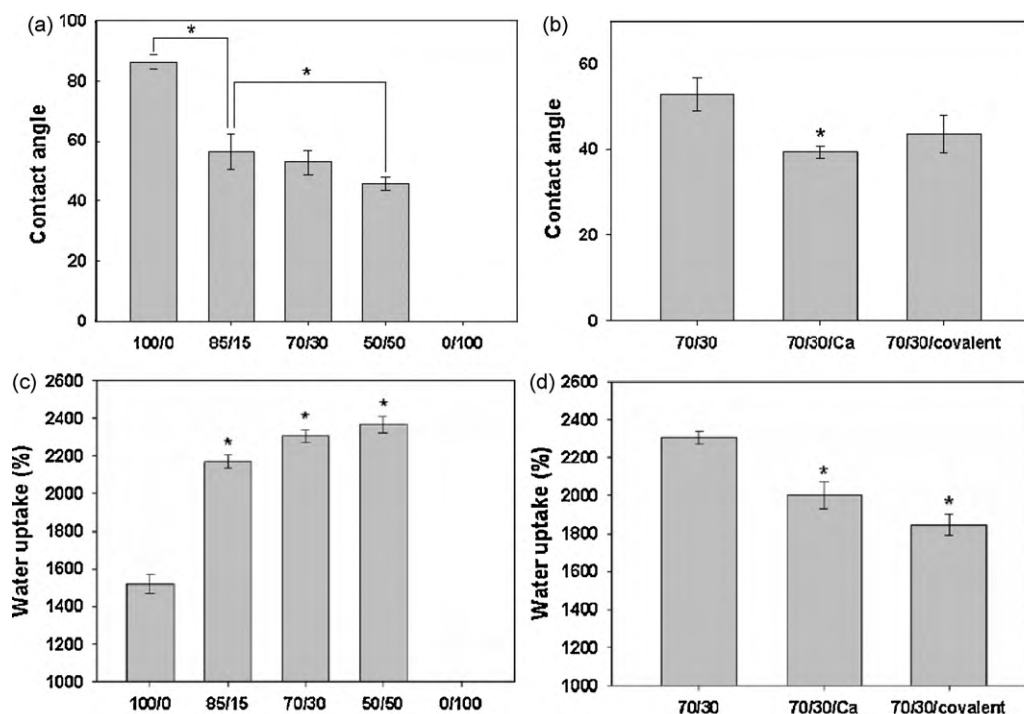 (a)
100
80
60
40
20
0
Contact angle
*
*
100/0 85/15 70/30 50/50 0/100
(b)
60
40
20
0
Contact angle
*
70/30 70/30/Ca 70/30/covalent
(c)
2600
2400
2200
2000
1800
1600
1400
1200
1000
Water uptake (%)
* * *
100/0 85/15 70/30 50/50 0/100
(d)
2600
2400
2200
2000
1800
1600
1400
1200
1000
Water uptake (%)
* *
70/30 70/30/Ca 70/30/covalent